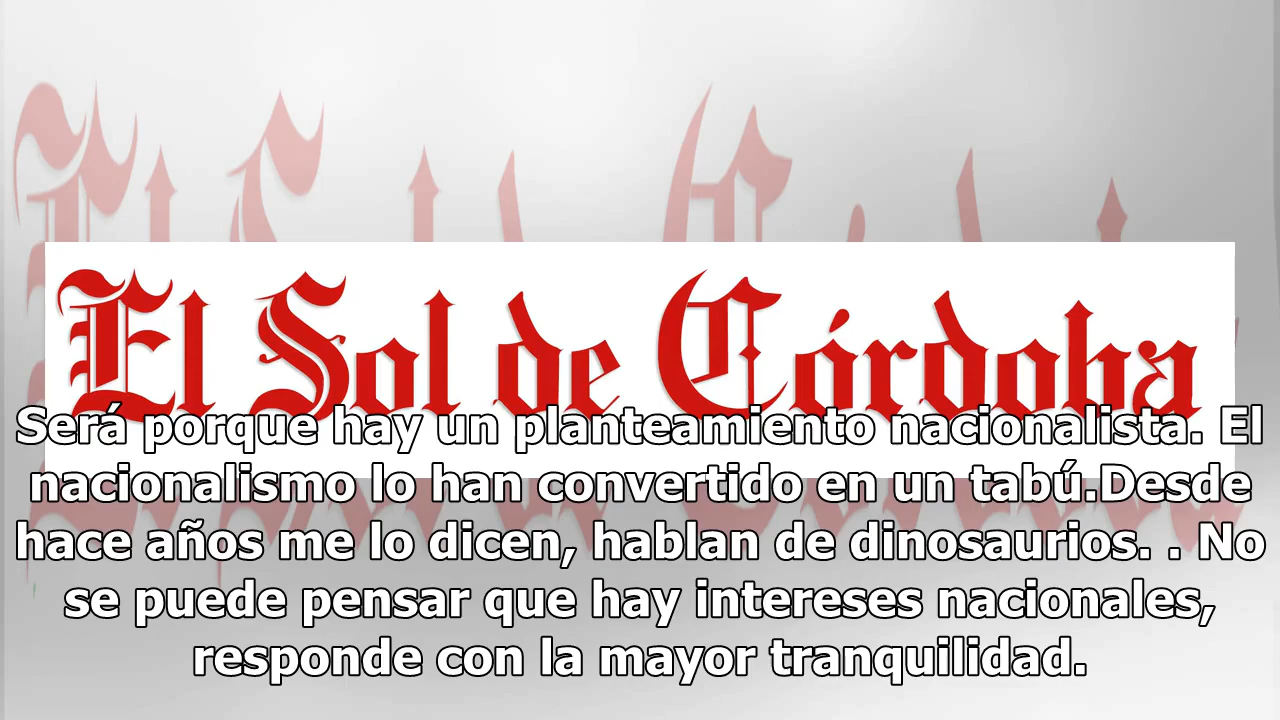 El Sol de Córdoba
Será porque hay un planteamiento nacionalista. El
nacionalismo lo han convertido en un tabú.Desde
hace años me lo dicen, hablan de dinosaurios. . No
se puede pensar que hay intereses nacionales,
responde con la mayor tranquilidad.